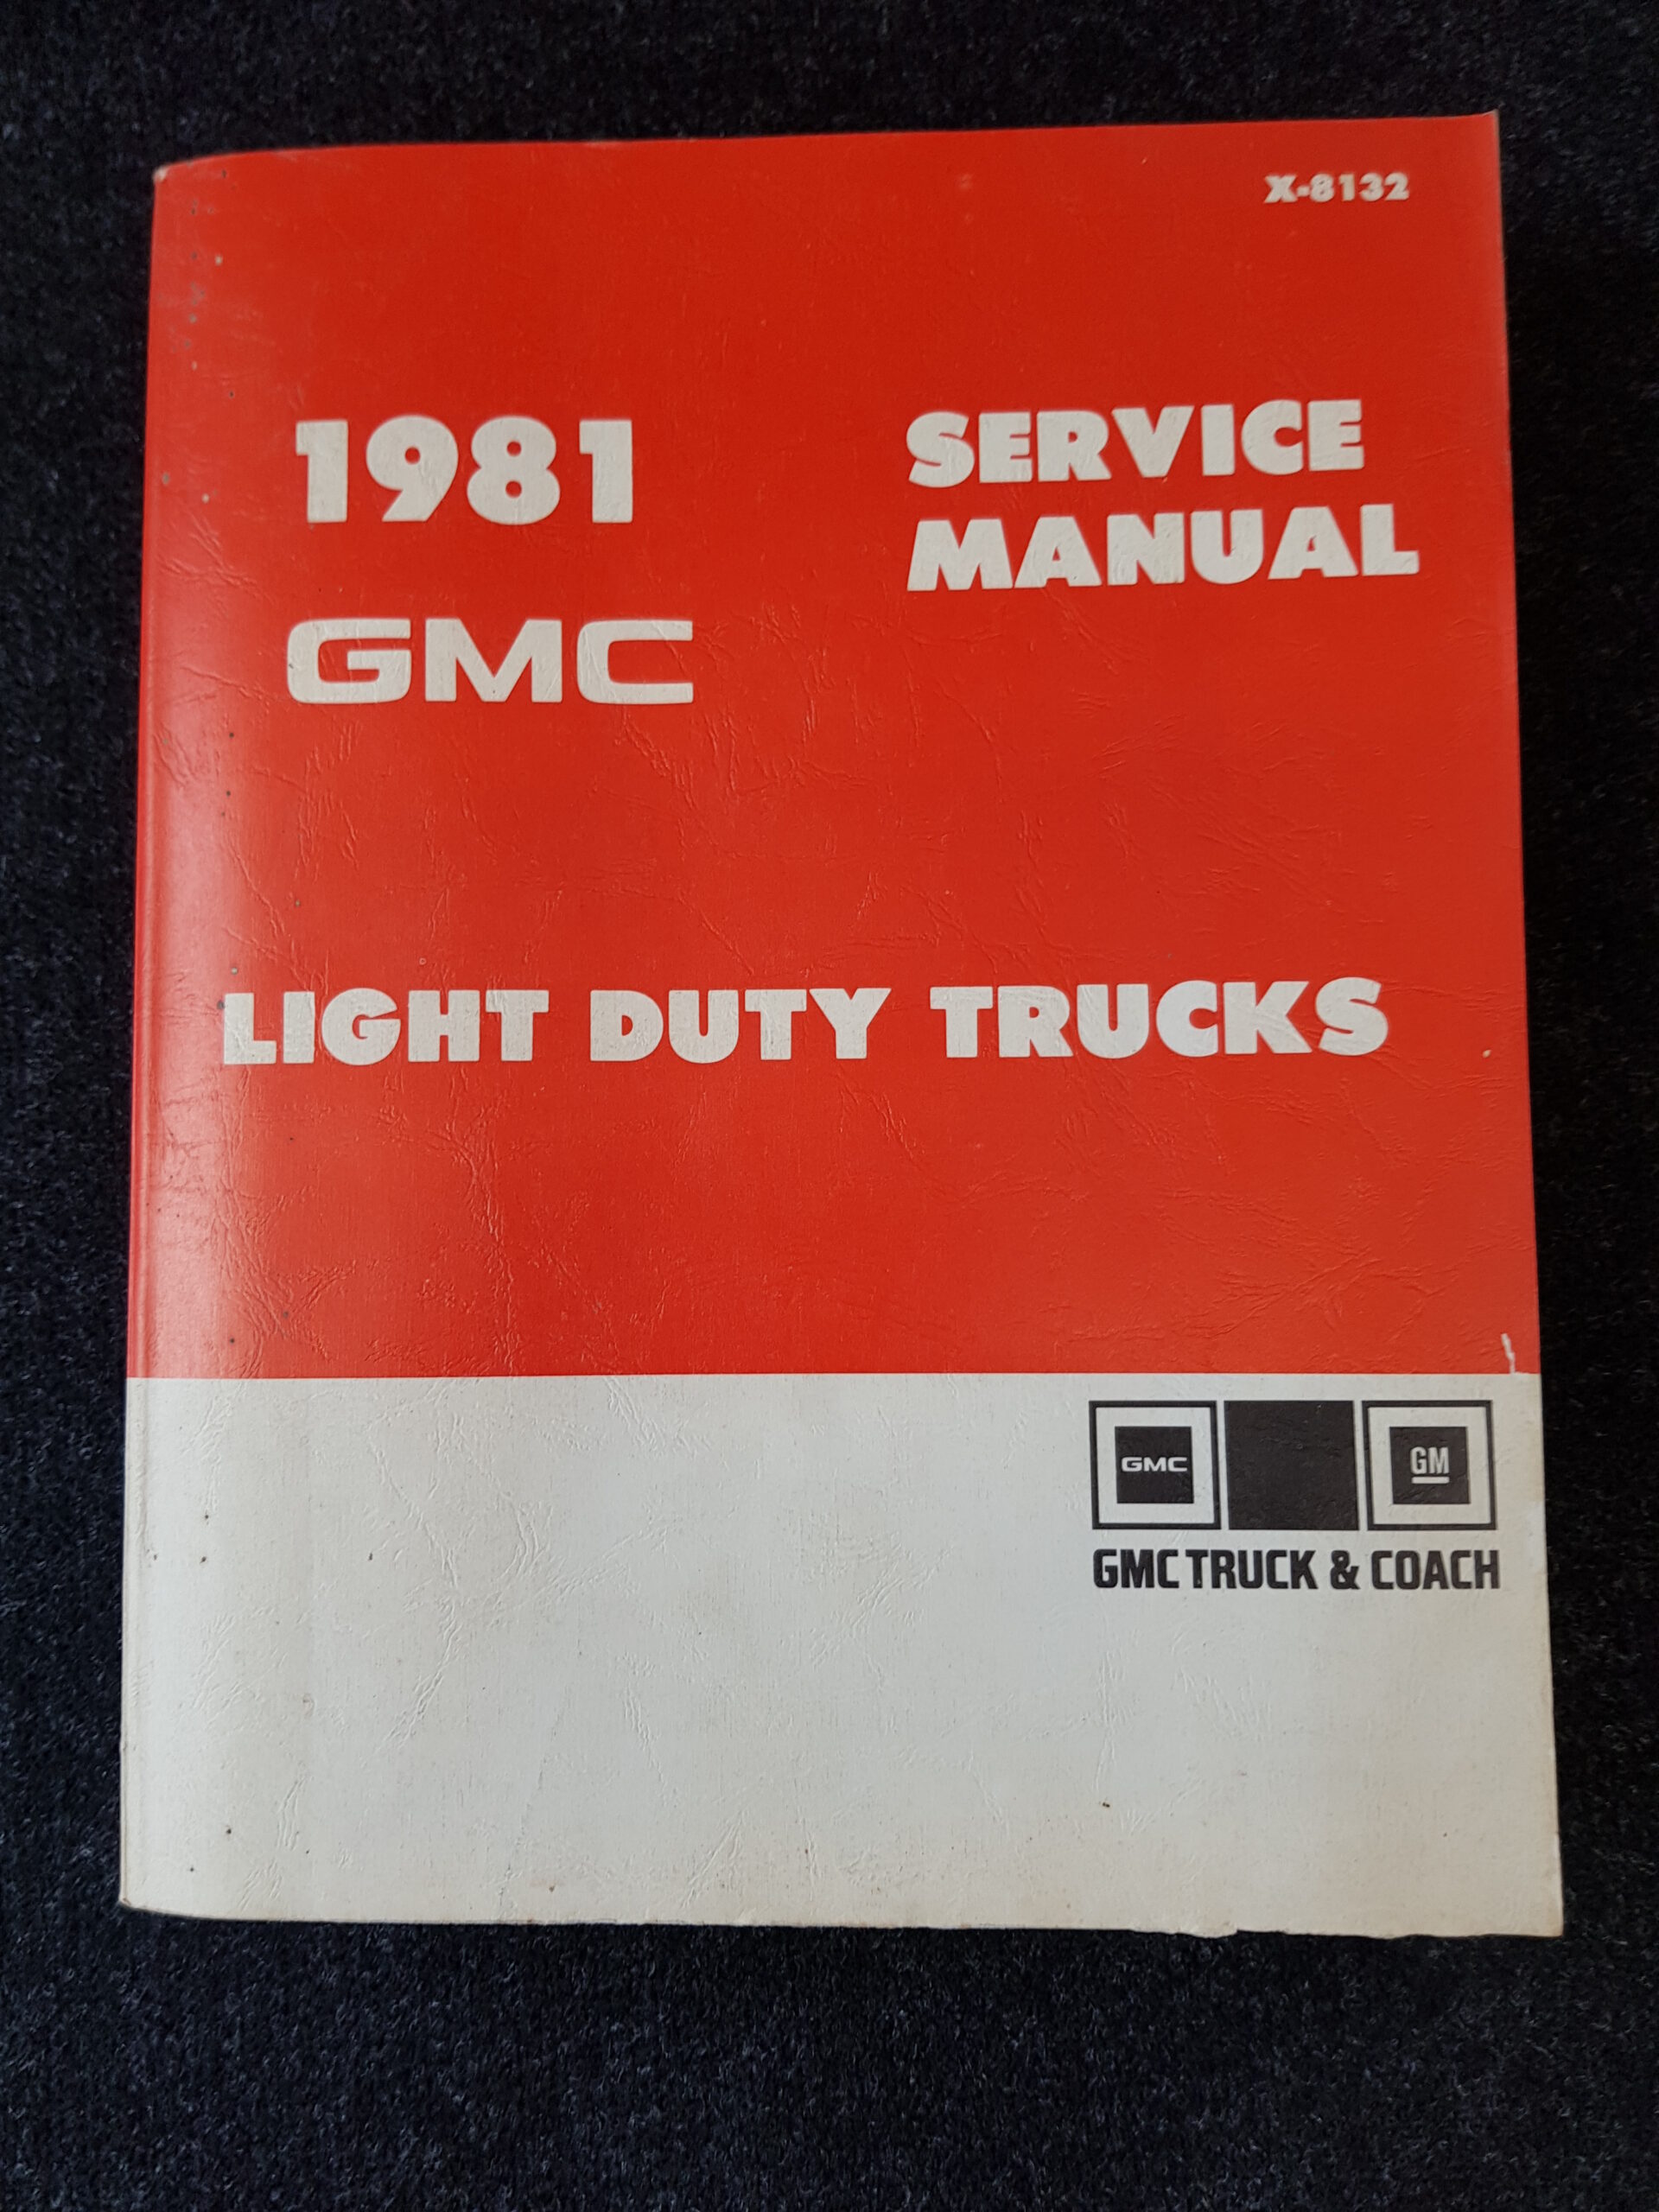 X-8132
1981
GMC
SERVICE
MANUAL
LIGHT DUTY TRUCKS
GMC
GM
GMC TRUCK & COACH